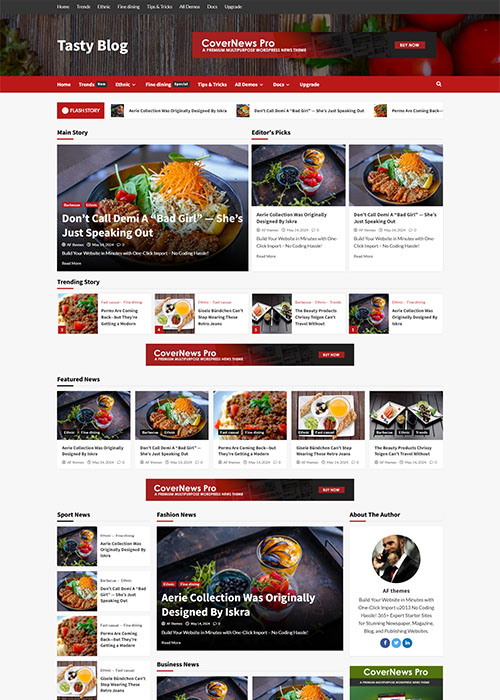 Home Trends Ethnic Fine dining Tips & Tricks All Demos Docs Upgrade
Tasty Blog
CoverNews Pro
A PREMIUM MULTIPURPOSE WORDPRESS NEWS THEME
BUY NOW
Home Trends New Ethnic Fine dining Special Tips & Tricks All Demos Docs Upgrade
FLASH STORY
Aerie Collection Was Originally Designed By Iskra
Don't Call Demi A “Bad Girl” — She's Just Speaking Out
Perms Are Coming Back—
Main Story
Barbecue Ethnic
Don't Call Demi A “Bad Girl” — She's
Just Speaking Out
AF themes May 14, 2024 0
Build Your Website in Minutes with One-Click Import – No Coding Hassle!
Read More
Editor's Picks
Aerie Collection Was Originally
Designed By Iskra
AF themes May 14, 2024 0
Build Your Website in Minutes with One-
Click Import – No Coding Hassle!
Read More
Don't Call Demi A “Bad Girl” — She's
Just Speaking Out
AF themes May 14, 2024 0
Build Your Website in Minutes with One-
Click Import – No Coding Hassle!
Read More
Trending Story
Fast casual Fine dining
Perms Are Coming
Back—but They're
Getting a Modern
3
Ethnic Fast casual
Gisele Bündchen Can't
Stop Wearing These
Retro Jeans
4
Barbecue Ethnic Trends
The Beauty Products
Chrissy Teigen Can't
Travel Without
5
Ethnic Fine dining
Aerie Collection Was
Originally Designed
By Iskra
1
CoverNews Pro
A PREMIUM MULTIPURPOSE WORDPRESS NEWS THEME
BUY NOW
Featured News
Ethnic Fine dining
Aerie Collection Was Originally
Designed By Iskra
AF themes May 14, 2024 0
Barbecue Ethnic
Don't Call Demi A “Bad Girl” —
She's Just Speaking Out
AF themes May 14, 2024 0
Fast casual Fine dining
Perms Are Coming Back—but
They're Getting a Modern
AF themes May 14, 2024 0
Ethnic Fast casual
Gisele Bündchen Can't Stop
Wearing These Retro Jeans
AF themes May 14, 2024 0
Barbecue Ethnic Trends
The Beauty Products Chrissy
Teigen Can't Travel Without
AF themes May 14, 2024 0
CoverNews Pro
A PREMIUM MULTIPURPOSE WORDPRESS NEWS THEME
BUY NOW
Sport News
Ethnic Fine dining
Aerie Collection Was
Originally Designed By
Iskra
Barbecue Ethnic
Don't Call Demi A “Bad
Girl” — She's Just
Speaking Out
Fast casual Fine dining
Perms Are Coming
Back—but They're
Getting a Modern
Ethnic Fast casual
Gisele Bündchen Can't
Stop Wearing These
Retro Jeans
Fashion News
Ethnic Fine dining
Aerie Collection Was Originally
Designed By Iskra
AF themes May 14, 2024 0
Build Your Website in Minutes with One-Click Import – No Coding Hassle!
Read More
Business News
About The Author
AF themes
Build Your Website in Minutes with
One-Click Import u2013 No Coding
Hassle! 365+ Expert Starter Sites
for Stunning Newspaper, Magazine,
Blog, and Publishing Websites.
CoverNews Pro
A PREMIUM MULTIPURPOSE WORDPRESS NEWS THEME